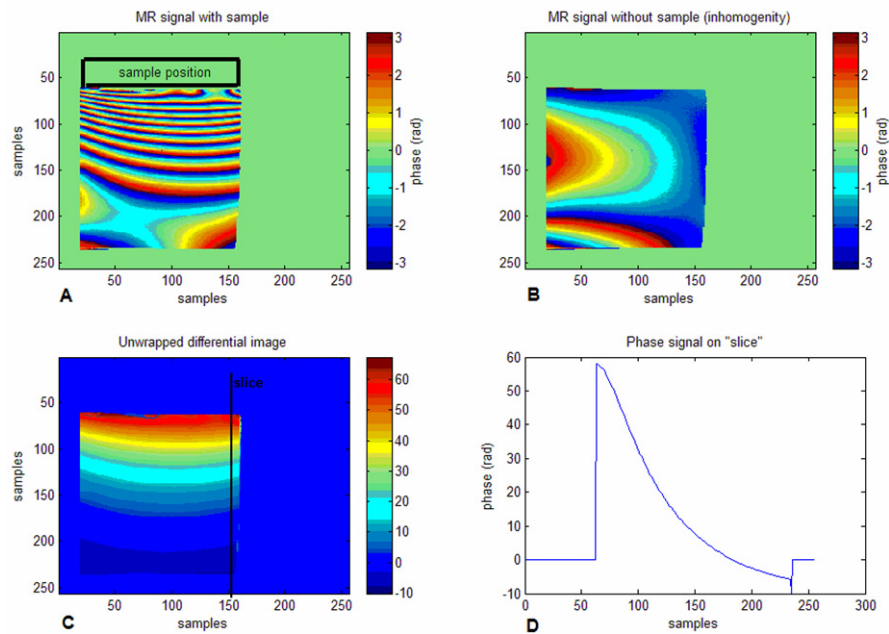 MR signal with sample
MR signal without sample (inhomogenity)
sample position
50
100
150
200
250
samples
50 100 150 200 250
samples
3
2
1
0
-1
-2
-3
phase (rad)
A
50
100
150
200
250
50 100 150 200 250
samples
3
2
1
0
-1
-2
-3
phase (rad)
B
Unwrapped differential image
slice
50
100
150
200
250
samples
50 100 150 200 250
samples
60
50
40
30
20
10
0
-10
C
Phase signal on "slice"
60
50
40
30
20
10
0
-10
phase (rad)
0 50 100 150 200 250 300
samples
D